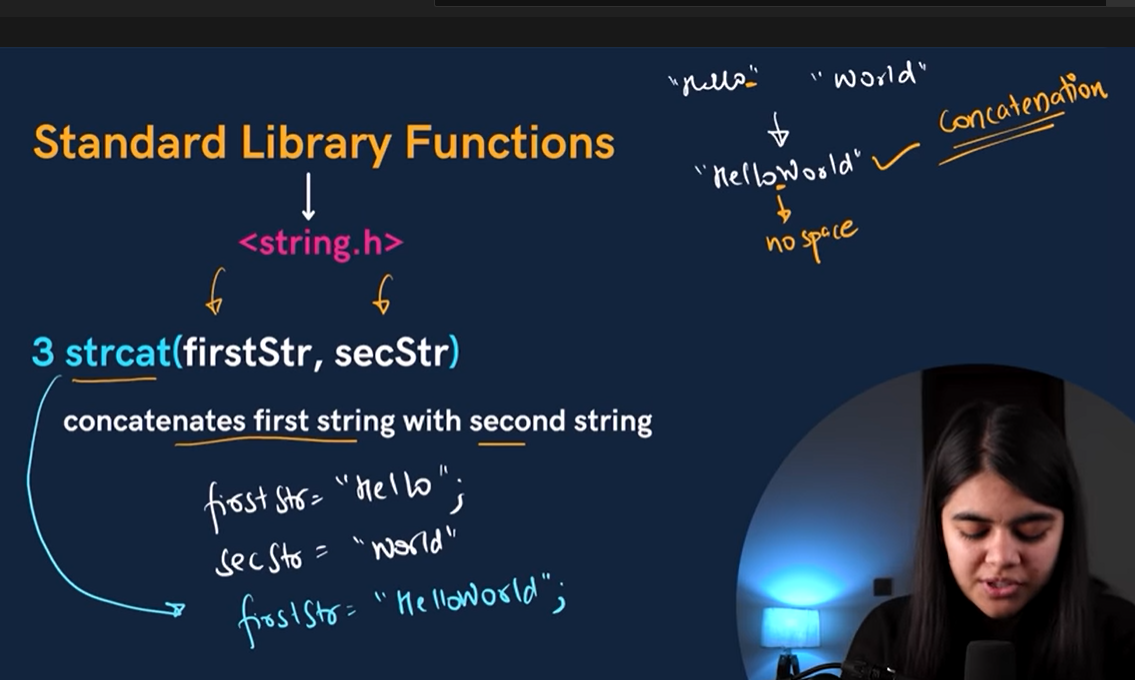 "Hello" "World"
Concatenation
Standard Library Functions
"HelloWorld"
no space
<string.h>
3 strcat(firstStr, secStr)
concatenates first string with second string
firstStr = "Hello";
secStr = "World"
firstStr = "HelloWorld";